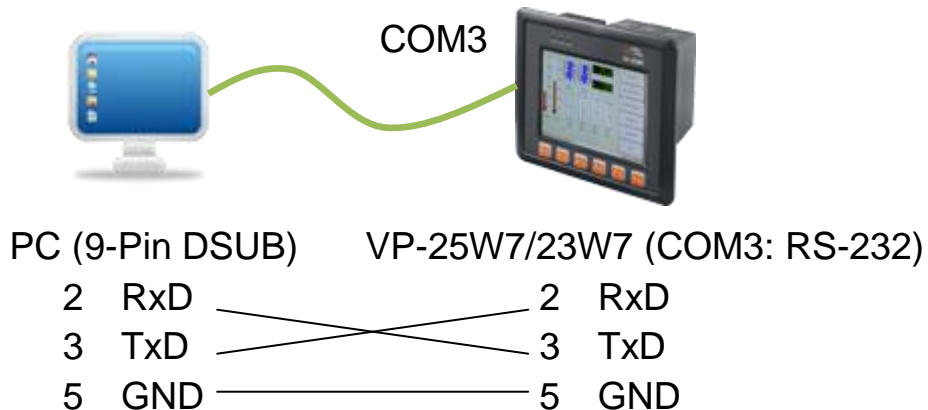 COM3
PC (9-Pin DSUB) VP-25W7/23W7 (COM3: RS-232)
2 RxD 2 RxD
3 TxD 3 TxD
5 GND 5 GND